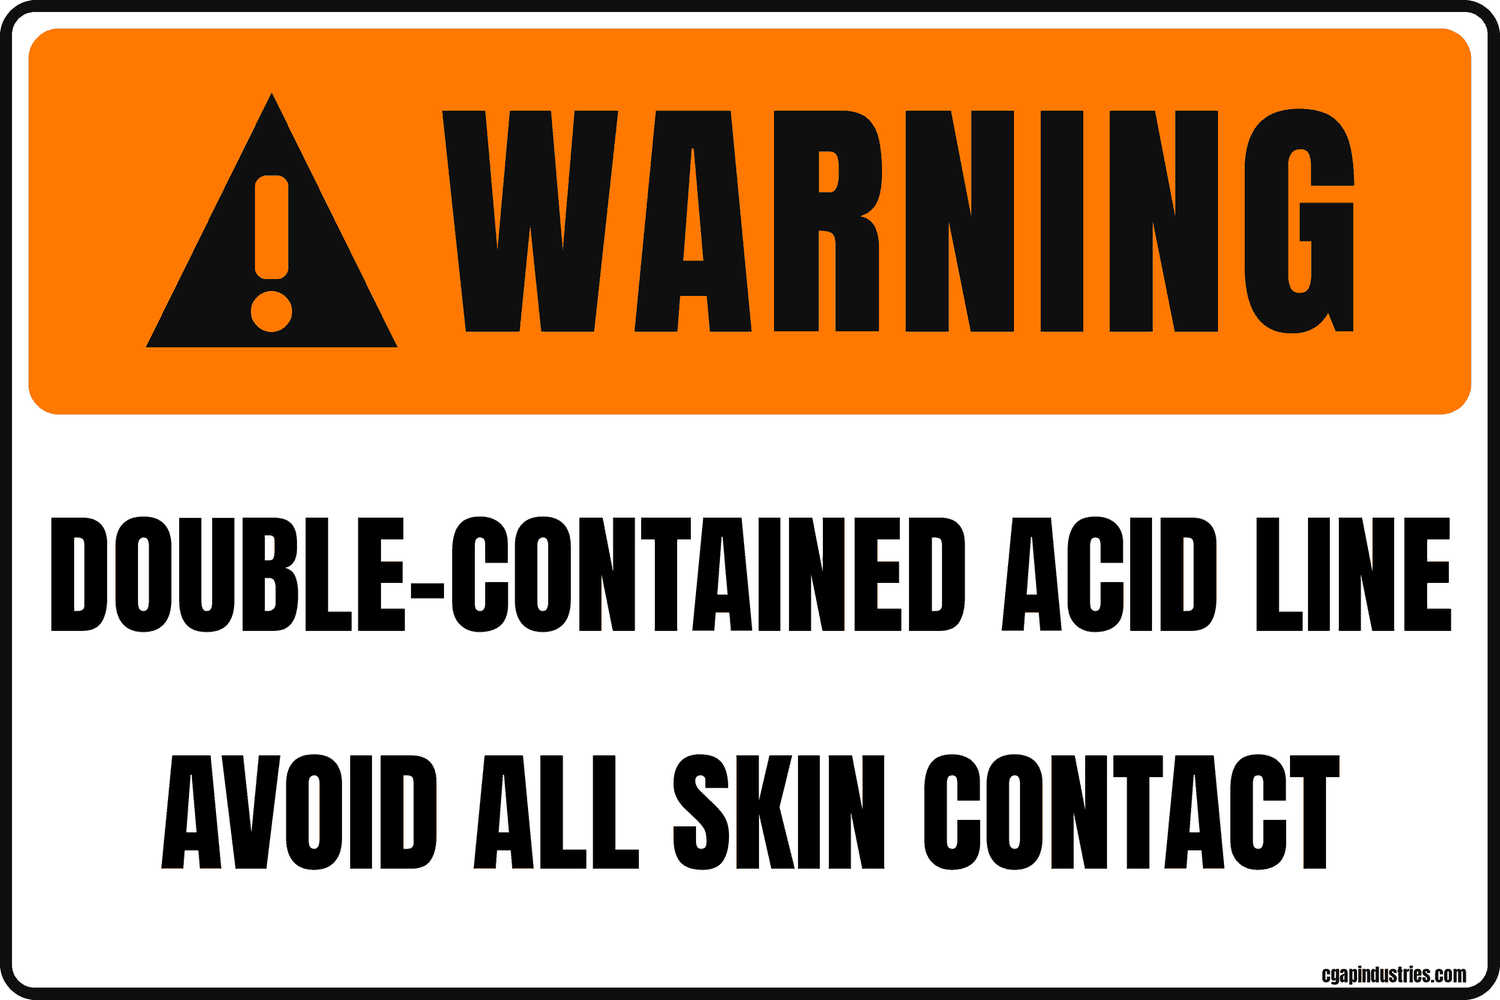 WARNING
DOUBLE-CONTAINED ACID LINE
AVOID ALL SKIN CONTACT
cgapindustries.com